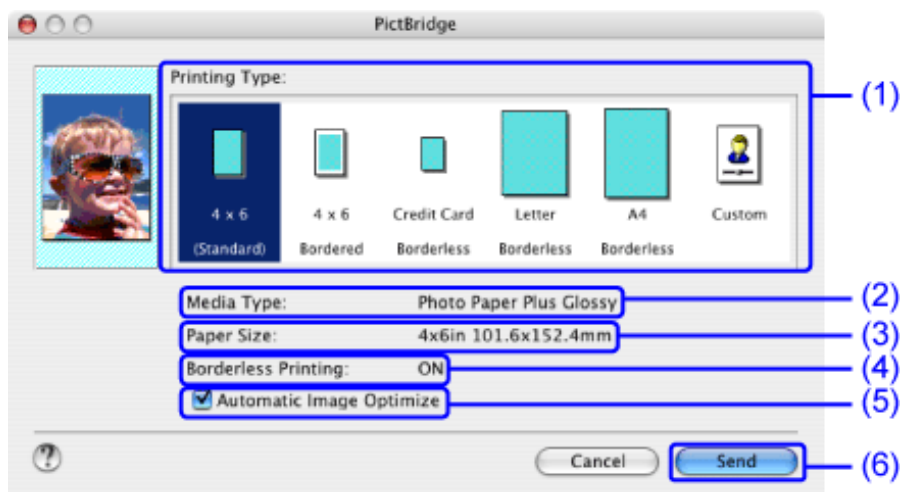 PictBridge
Printing Type:
(1)
4 x 6 4 x 6 Credit Card Letter A4 Custom
(Standard) Bordered Borderless Borderless Borderless
Media Type: Photo Paper Plus Glossy
(2)
Paper Size: 4x6in 101.6x152.4mm
(3)
Borderless Printing: ON
(4)
Automatic Image Optimize
(5)
? Cancel Send
(6)